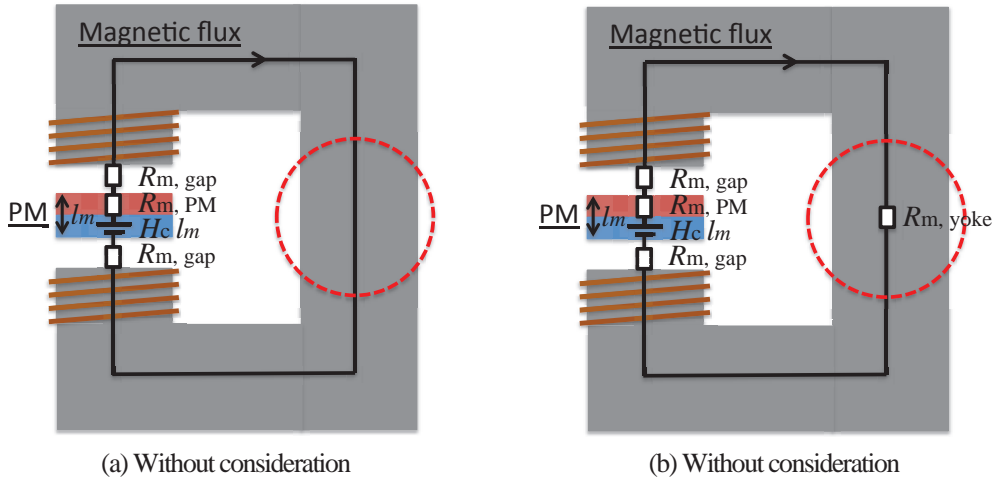 Magnetic flux
Rm, gap
PM
lm
Rm, PM
Hc lm
Rm, gap
(a) Without consideration
Magnetic flux
Rm, gap
PM
lm
Rm, PM
Hc lm
Rm, gap
Rm, yoke
(b) Without consideration